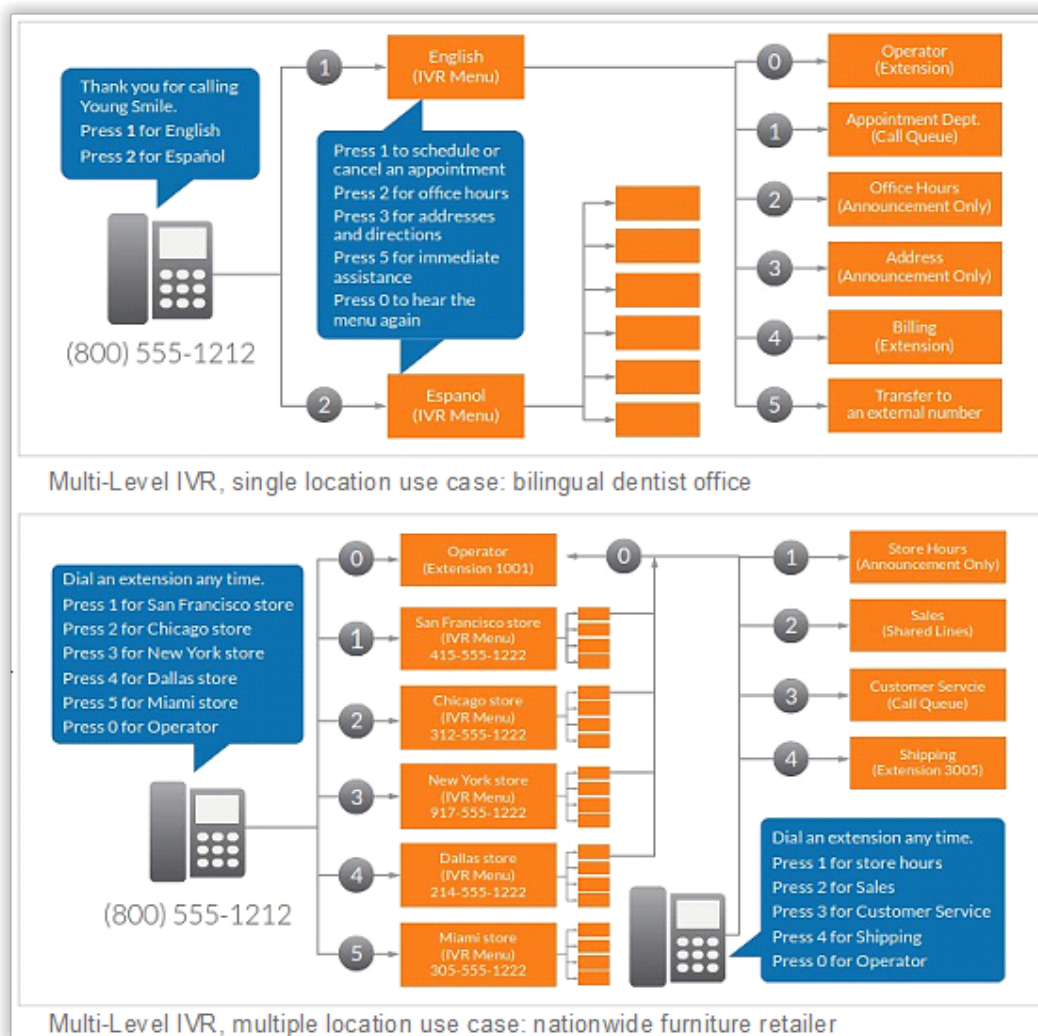 Thank you for calling
Young Smile.
Press 1 for English
Press 2 for Español
(800) 555-1212
1
English
(IVR Menu)
Press 1 to schedule or
cancel an appointment
Press 2 for office hours
Press 3 for addresses
and directions
Press 5 for immediate
assistance
Press 0 to hear the
menu again
2
Espanol
(IVR Menu)
0
Operator
(Extension)
1
Appointment Dept.
(Call Queue)
2
Office Hours
(Announcement Only)
3
Address
(Announcement Only)
4
Billing
(Extension)
5
Transfer to
an external number
Multi-Level IVR, single location use case: bilingual dentist office
Dial an extension any time.
Press 1 for San Francisco store
Press 2 for Chicago store
Press 3 for New York store
Press 4 for Dallas store
Press 5 for Miami store
Press 0 for Operator
(800) 555-1212
0
Operator
(Extension 1001)
1
San Francisco store
(IVR Menu)
415-555-1222
2
Chicago store
(IVR Menu)
312-555-1222
3
New York store
(IVR Menu)
917-555-1222
4
Dallas store
(IVR Menu)
214-555-1222
5
Miami store
(IVR Menu)
305-555-1222
0
1
Store Hours
(Announcement Only)
2
Sales
(Shared Lines)
3
Customer Servcie
(Call Queue)
4
Shipping
(Extension 3005)
Dial an extension any time.
Press 1 for store hours
Press 2 for Sales
Press 3 for Customer Service
Press 4 for Shipping
Press 0 for Operator
Multi-Level IVR, multiple location use case: nationwide furniture retailer